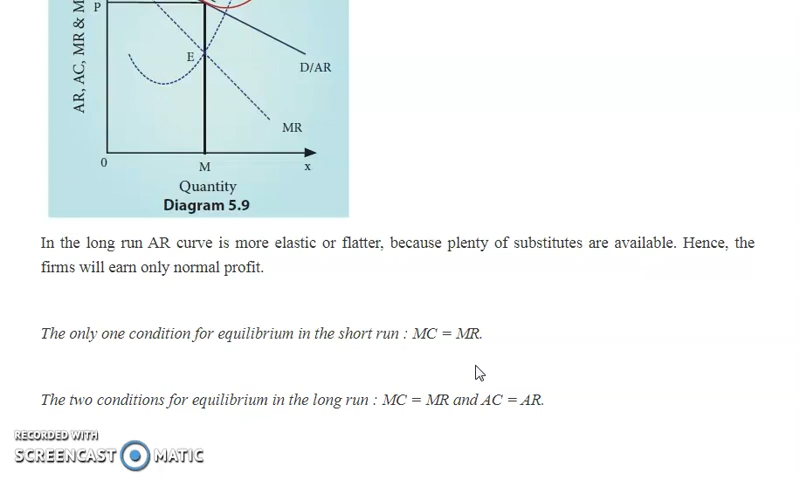 AR, AC, MR & M
P
E
D/AR
MR
0
M
x
Quantity
Diagram 5.9
In the long run AR curve is more elastic or flatter, because plenty of substitutes are available. Hence, the
firms will earn only normal profit.
The only one condition for equilibrium in the short run : MC = MR.
The two conditions for equilibrium in the long run : MC = MR and AC = AR.
RECORDED WITH
SCREENCAST MATIC